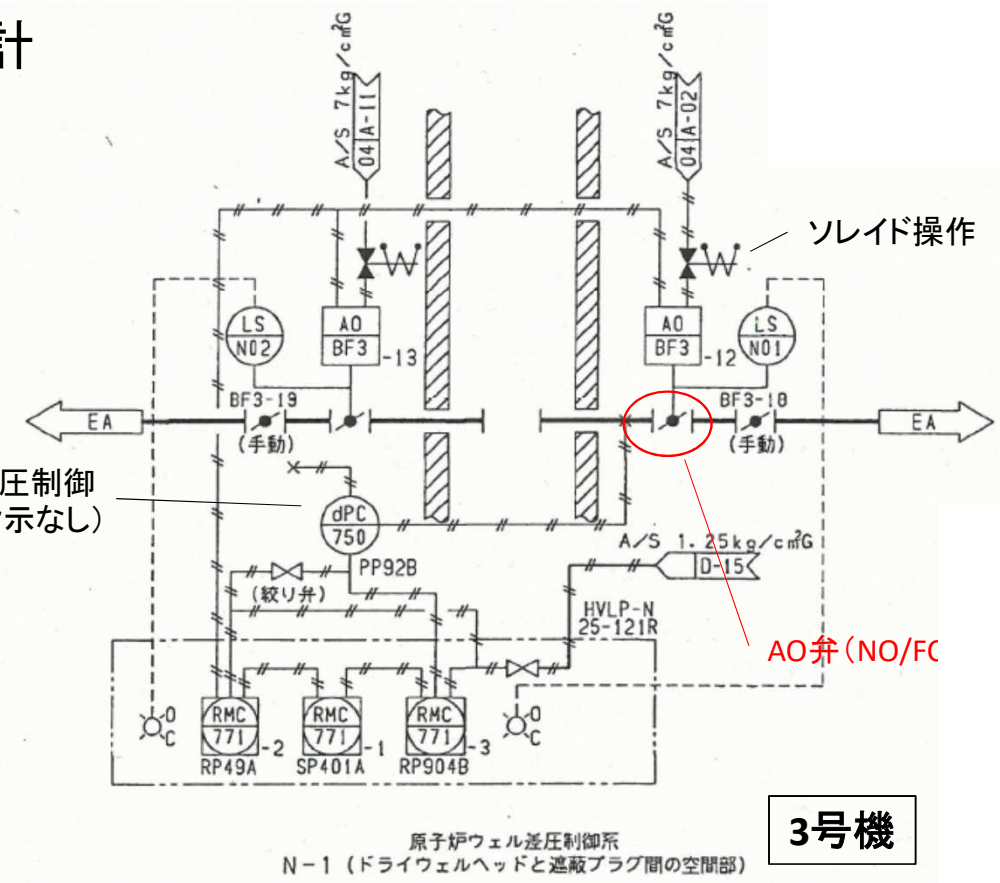 計
A/S 7kg/cm²G
04 A-11
A/S 7kg/cm²G
04 A-02
ソレイド操作
LS
N02
AO
BF3
-13
AO
BF3
-12
LS
N01
BF3-19
(手動)
BF3-18
(手動)
EA
EA
圧制御
示なし)
dPC
750
PP92B
(絞り弁)
A/S 1.25kg/cm²G
D-15
HVLP-N
25-121R
AO弁(NO/FC
O
C
RMC
771
-2
RP49A
RMC
771
-1
SP401A
RMC
771
-3
RP904B
O
C
3号機
原子炉ウェル差圧制御系
N-1 (ドライウェルヘッドと遮蔽プラグ間の空間部)